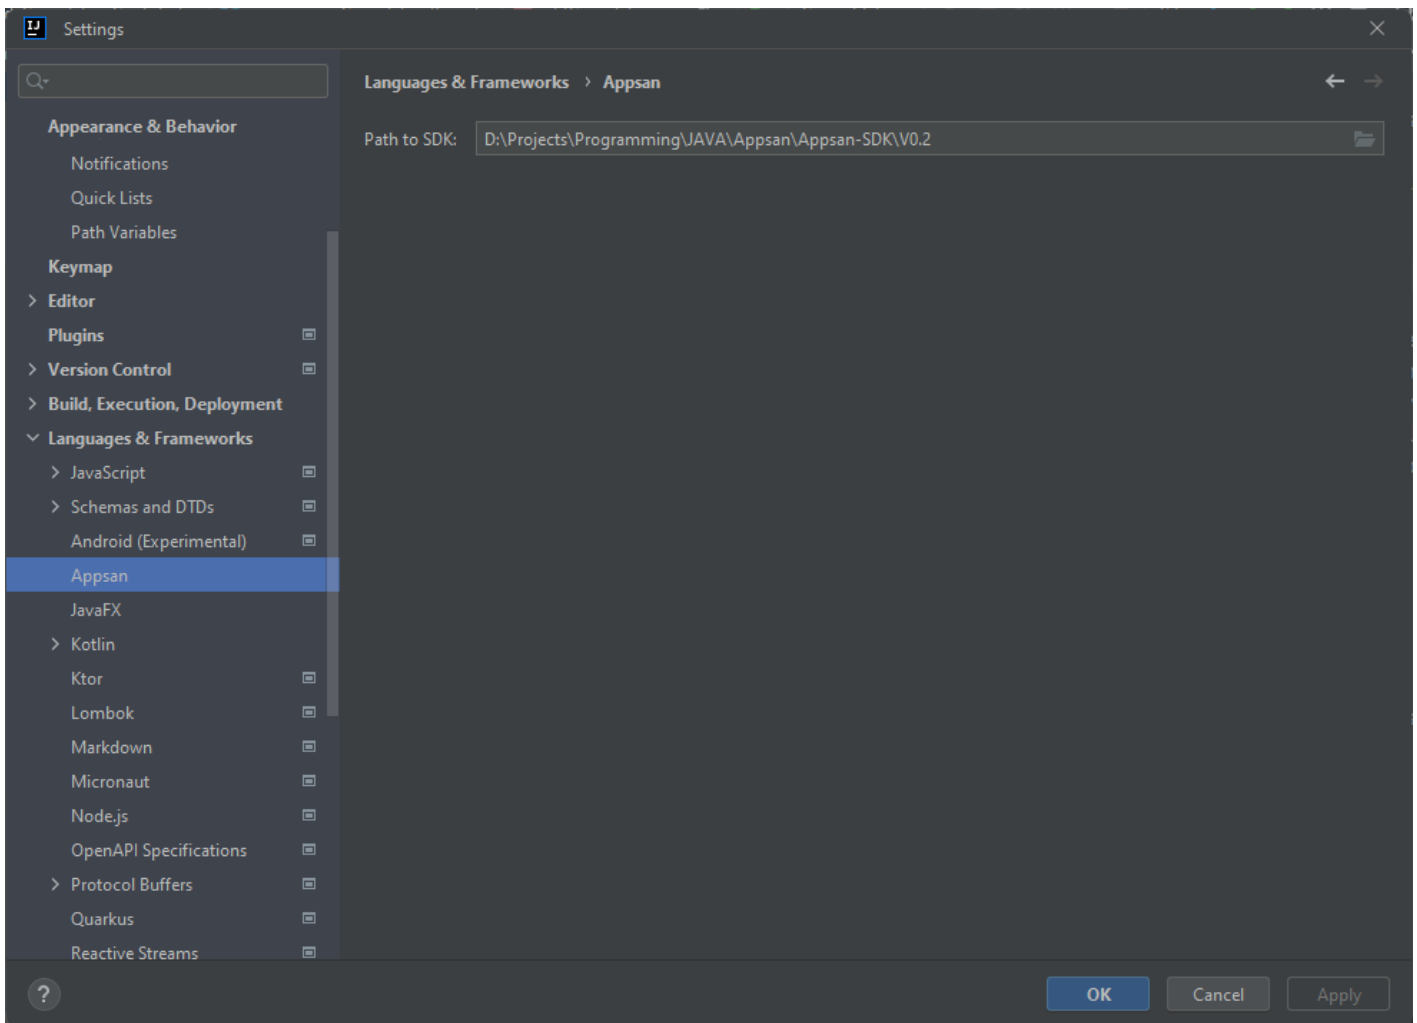 IJ
Settings
Appearance & Behavior
Notifications
Quick Lists
Path Variables
Keymap
Editor
Plugins
Version Control
Build, Execution, Deployment
Languages & Frameworks
JavaScript
Schemas and DTDs
Android (Experimental)
Appsan
JavaFX
Kotlin
Ktor
Lombok
Markdown
Micronaut
Node.js
OpenAPI Specifications
Protocol Buffers
Quarkus
Reactive Streams
Languages & Frameworks › Appsan
Path to SDK: D:\Projects\Programming\JAVA\Appsan\Appsan-SDK\V0.2
?
OK
Cancel
Apply